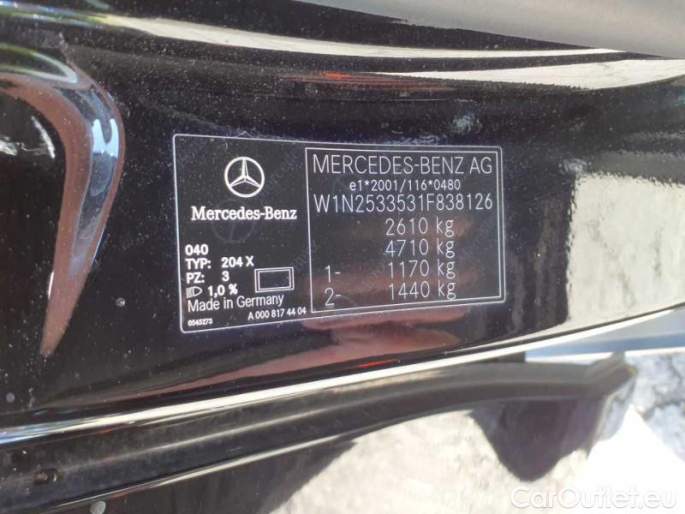 Mercedes-Benz
040
TYP: 204 X
PZ: 3
1,0 %
Made in Germany
6545273
A 000 817 44 04
MERCEDES-BENZ AG
e1*2001/116*0480
W1N2533531F838126
2610 kg
4710 kg
1- 1170 kg
2- 1440 kg
CarOutlet.eu